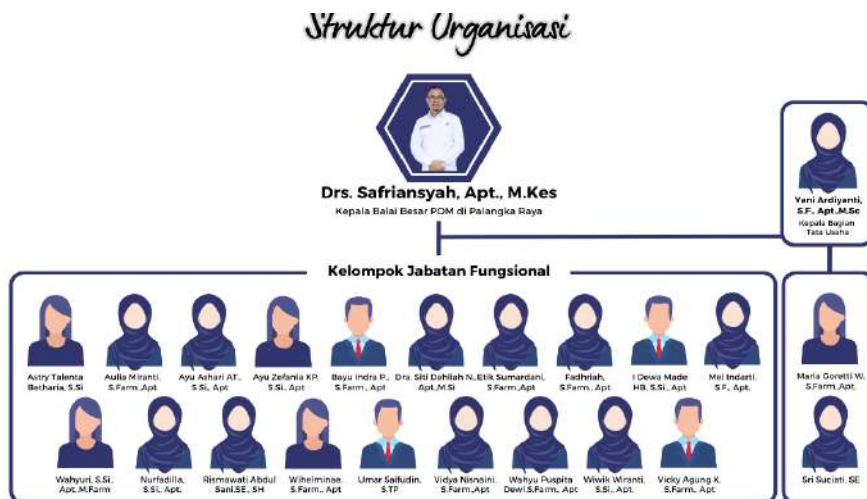 Struktur Organisasi
Drs. Safriansyah, Apt., M.Kes
Kepala Balai Besar POM di Palangka Raya
Yani Ardiyanti,
S.F., Apt.,M.Sc
Kepala Bagian
Tata Usaha
Kelompok Jabatan Fungsional
Astry Talenta
Betharia, S.Si
Aulia Miranti,
S.Farm.,Apt
Ayu Ashari AT.,
S.Si., Apt
Ayu Zefania KP.
S.Si., Apt
Bayu Indra P.,
S.Farm., Apt
Dra. Siti Dahliah N.,
Apt.,M.Si
Etik Sumardani,
S.Farm.,Apt
Fadhriah,
S.Farm., Apt
I Dewa Made
HB, S.Si., Apt
Mei Indarti,
S.F., Apt.
Maria Goretti W.
S.Farm.,Apt.
Wahyuri, S.Si.,
Apt.,M.Farm
Nurfadilla,
S.Si., Apt.
Rismawati Abdul
Sani,SE., SH
Wihelminae,
S.Farm., Apt
Umar Saifudin,
S.TP
Vidya Nisnaini,
S.Farm.,Apt
Wahyu Puspita
Dewi,S.Farm., Apt
Wiwik Wiranti,
S.Si., Apt.
Vicky Agung K.
S.Farm., Apt
Sri Suciati, SE